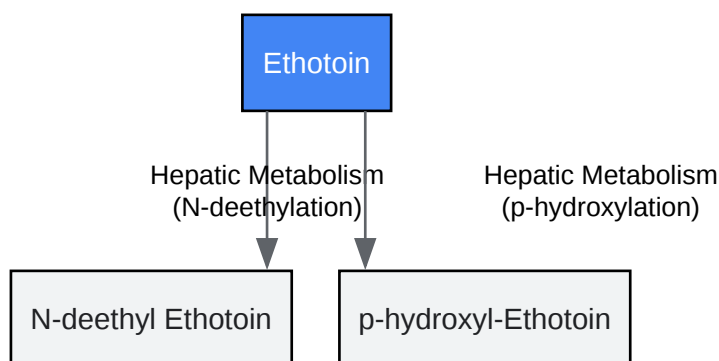 Ethotoin
Hepatic Metabolism
(N-deethylation)
Hepatic Metabolism
(p-hydroxylation)
N-deethyl Ethotoin
p-hydroxyl-Ethotoin